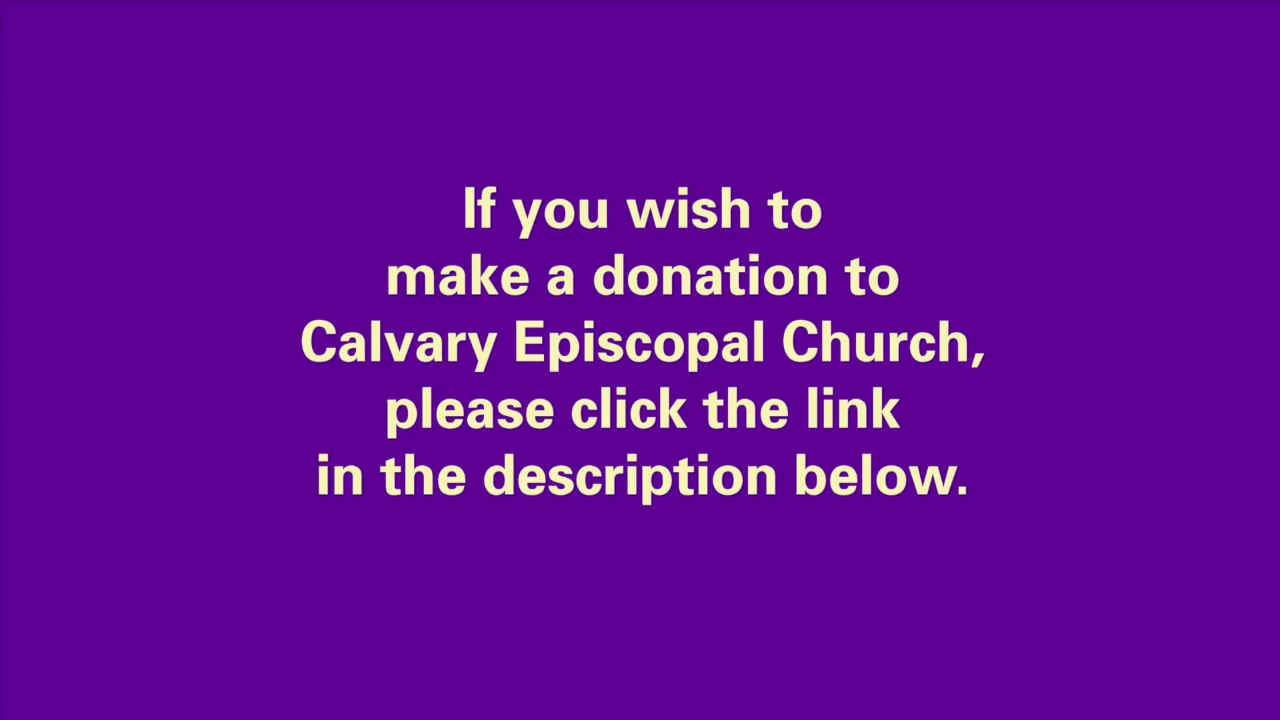 If you wish to
make a donation to
Calvary Episcopal Church,
please click the link
in the description below.